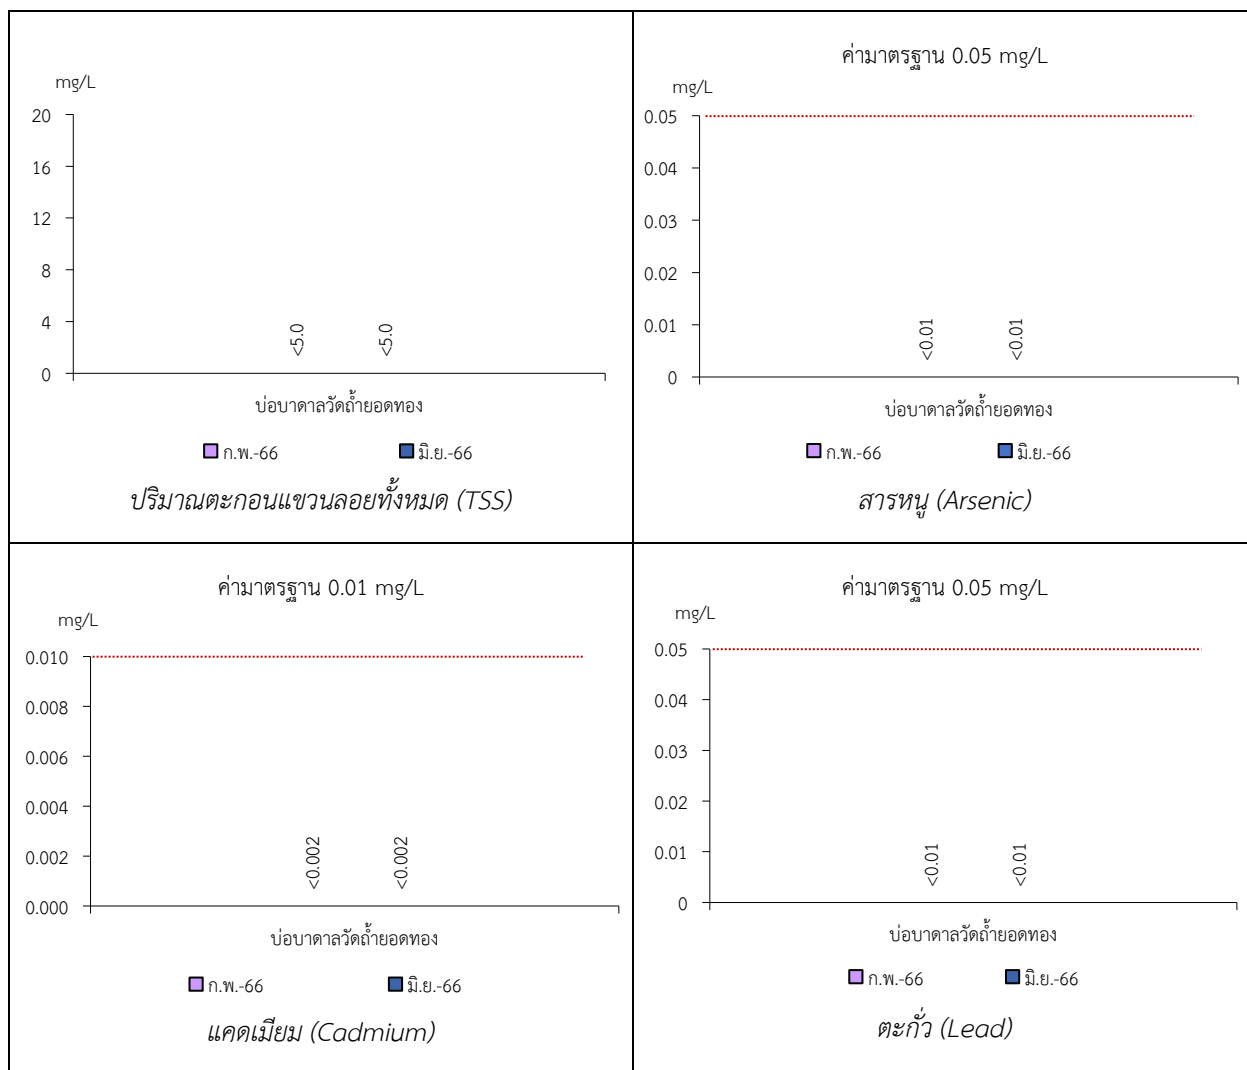 mg/L
20
16
12
8
4
0
<5.0
<5.0
บ่อบาดาลวัดถ้ำยอดทอง
ก.พ.-66
มิ.ย.-66
ปริมาณตะกอนแขวนลอยทั้งหมด (TSS)
ค่ามาตรฐาน 0.05 mg/L
mg/L
0.05
0.04
0.03
0.02
0.01
0
<0.01
<0.01
บ่อบาดาลวัดถ้ำยอดทอง
ก.พ.-66
มิ.ย.-66
สารหนู (Arsenic)
ค่ามาตรฐาน 0.01 mg/L
mg/L
0.010
0.008
0.006
0.004
0.002
0.000
<0.002
<0.002
บ่อบาดาลวัดถ้ำยอดทอง
ก.พ.-66
มิ.ย.-66
แคดเมียม (Cadmium)
ค่ามาตรฐาน 0.05 mg/L
mg/L
0.05
0.04
0.03
0.02
0.01
0
<0.01
<0.01
บ่อบาดาลวัดถ้ำยอดทอง
ก.พ.-66
มิ.ย.-66
ตะกั่ว (Lead)